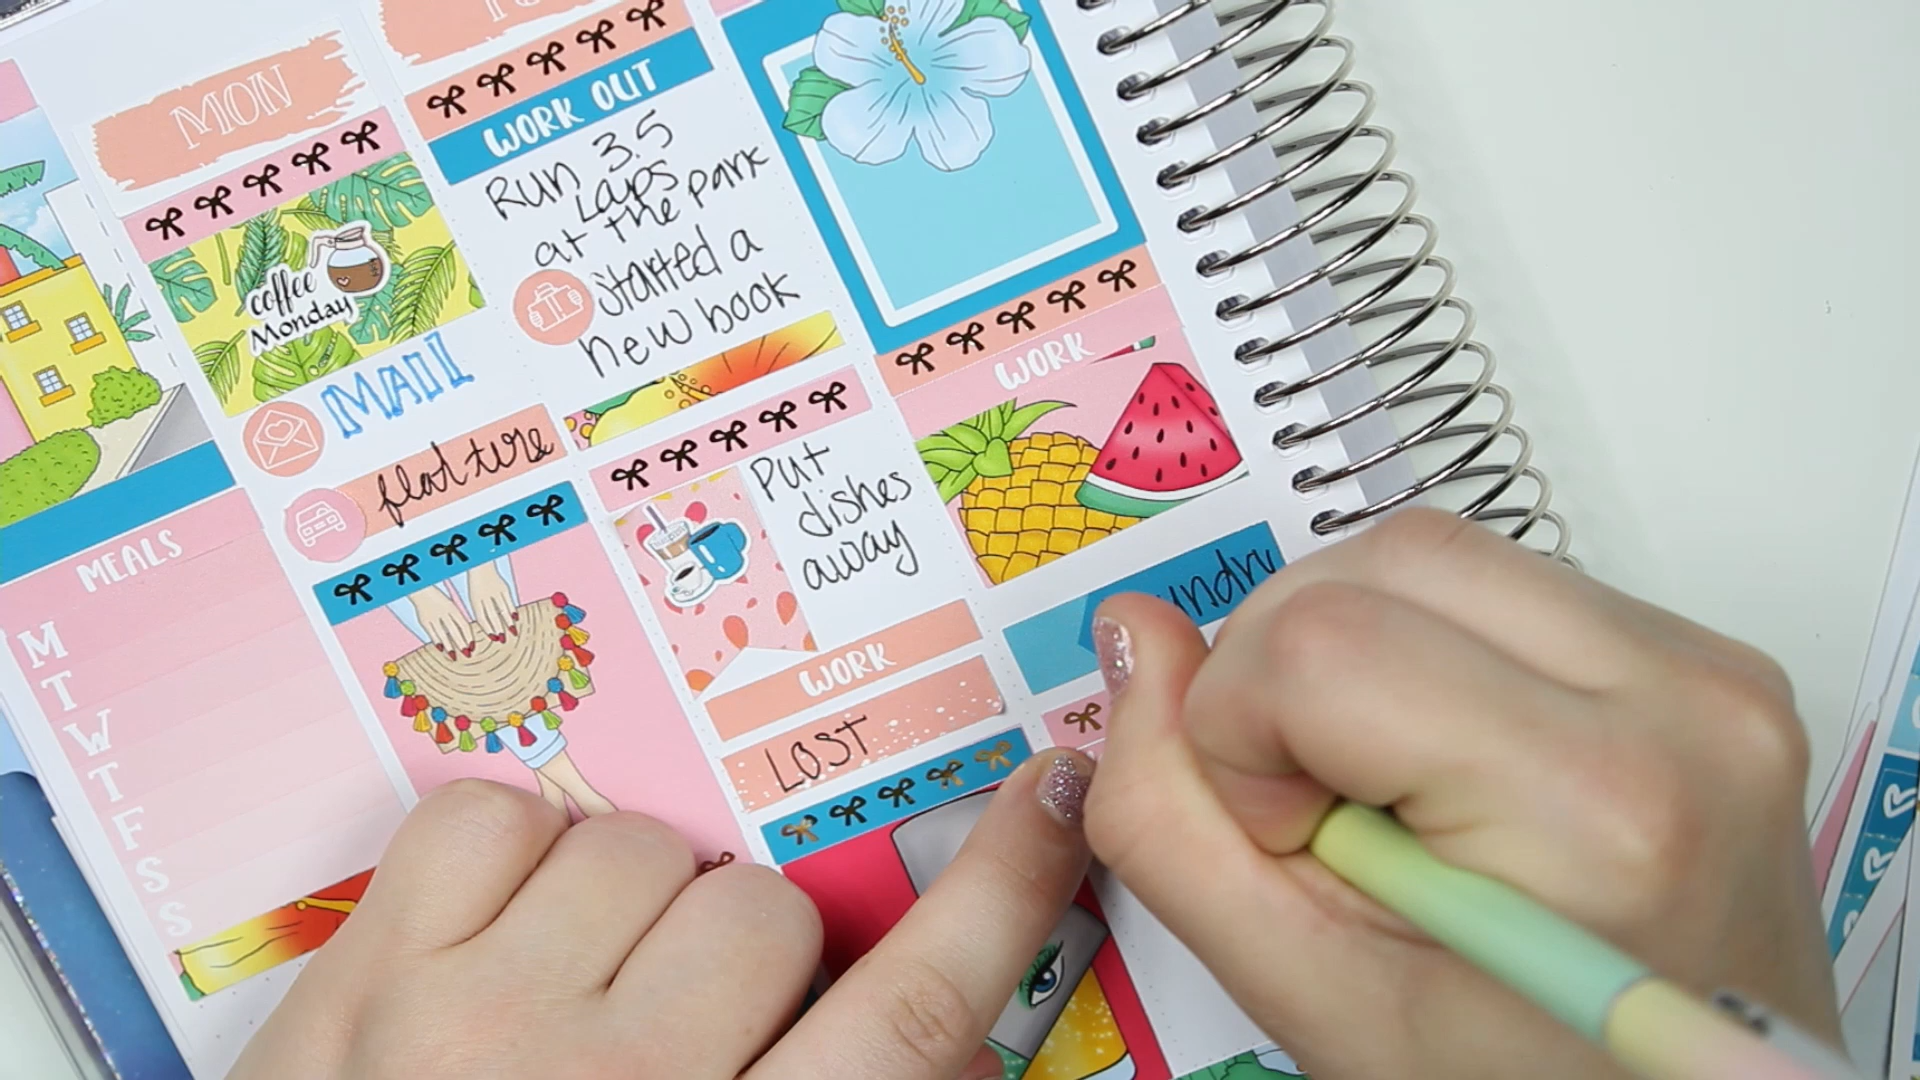 MON
coffee
Monday
MAIL
flat tire
MEALS
M
T
W
T
F
S
S
WORK OUT
Run 3.5
Laps
at the park
Started a
new book
Put
dishes
away
WORK
LOST
WORK